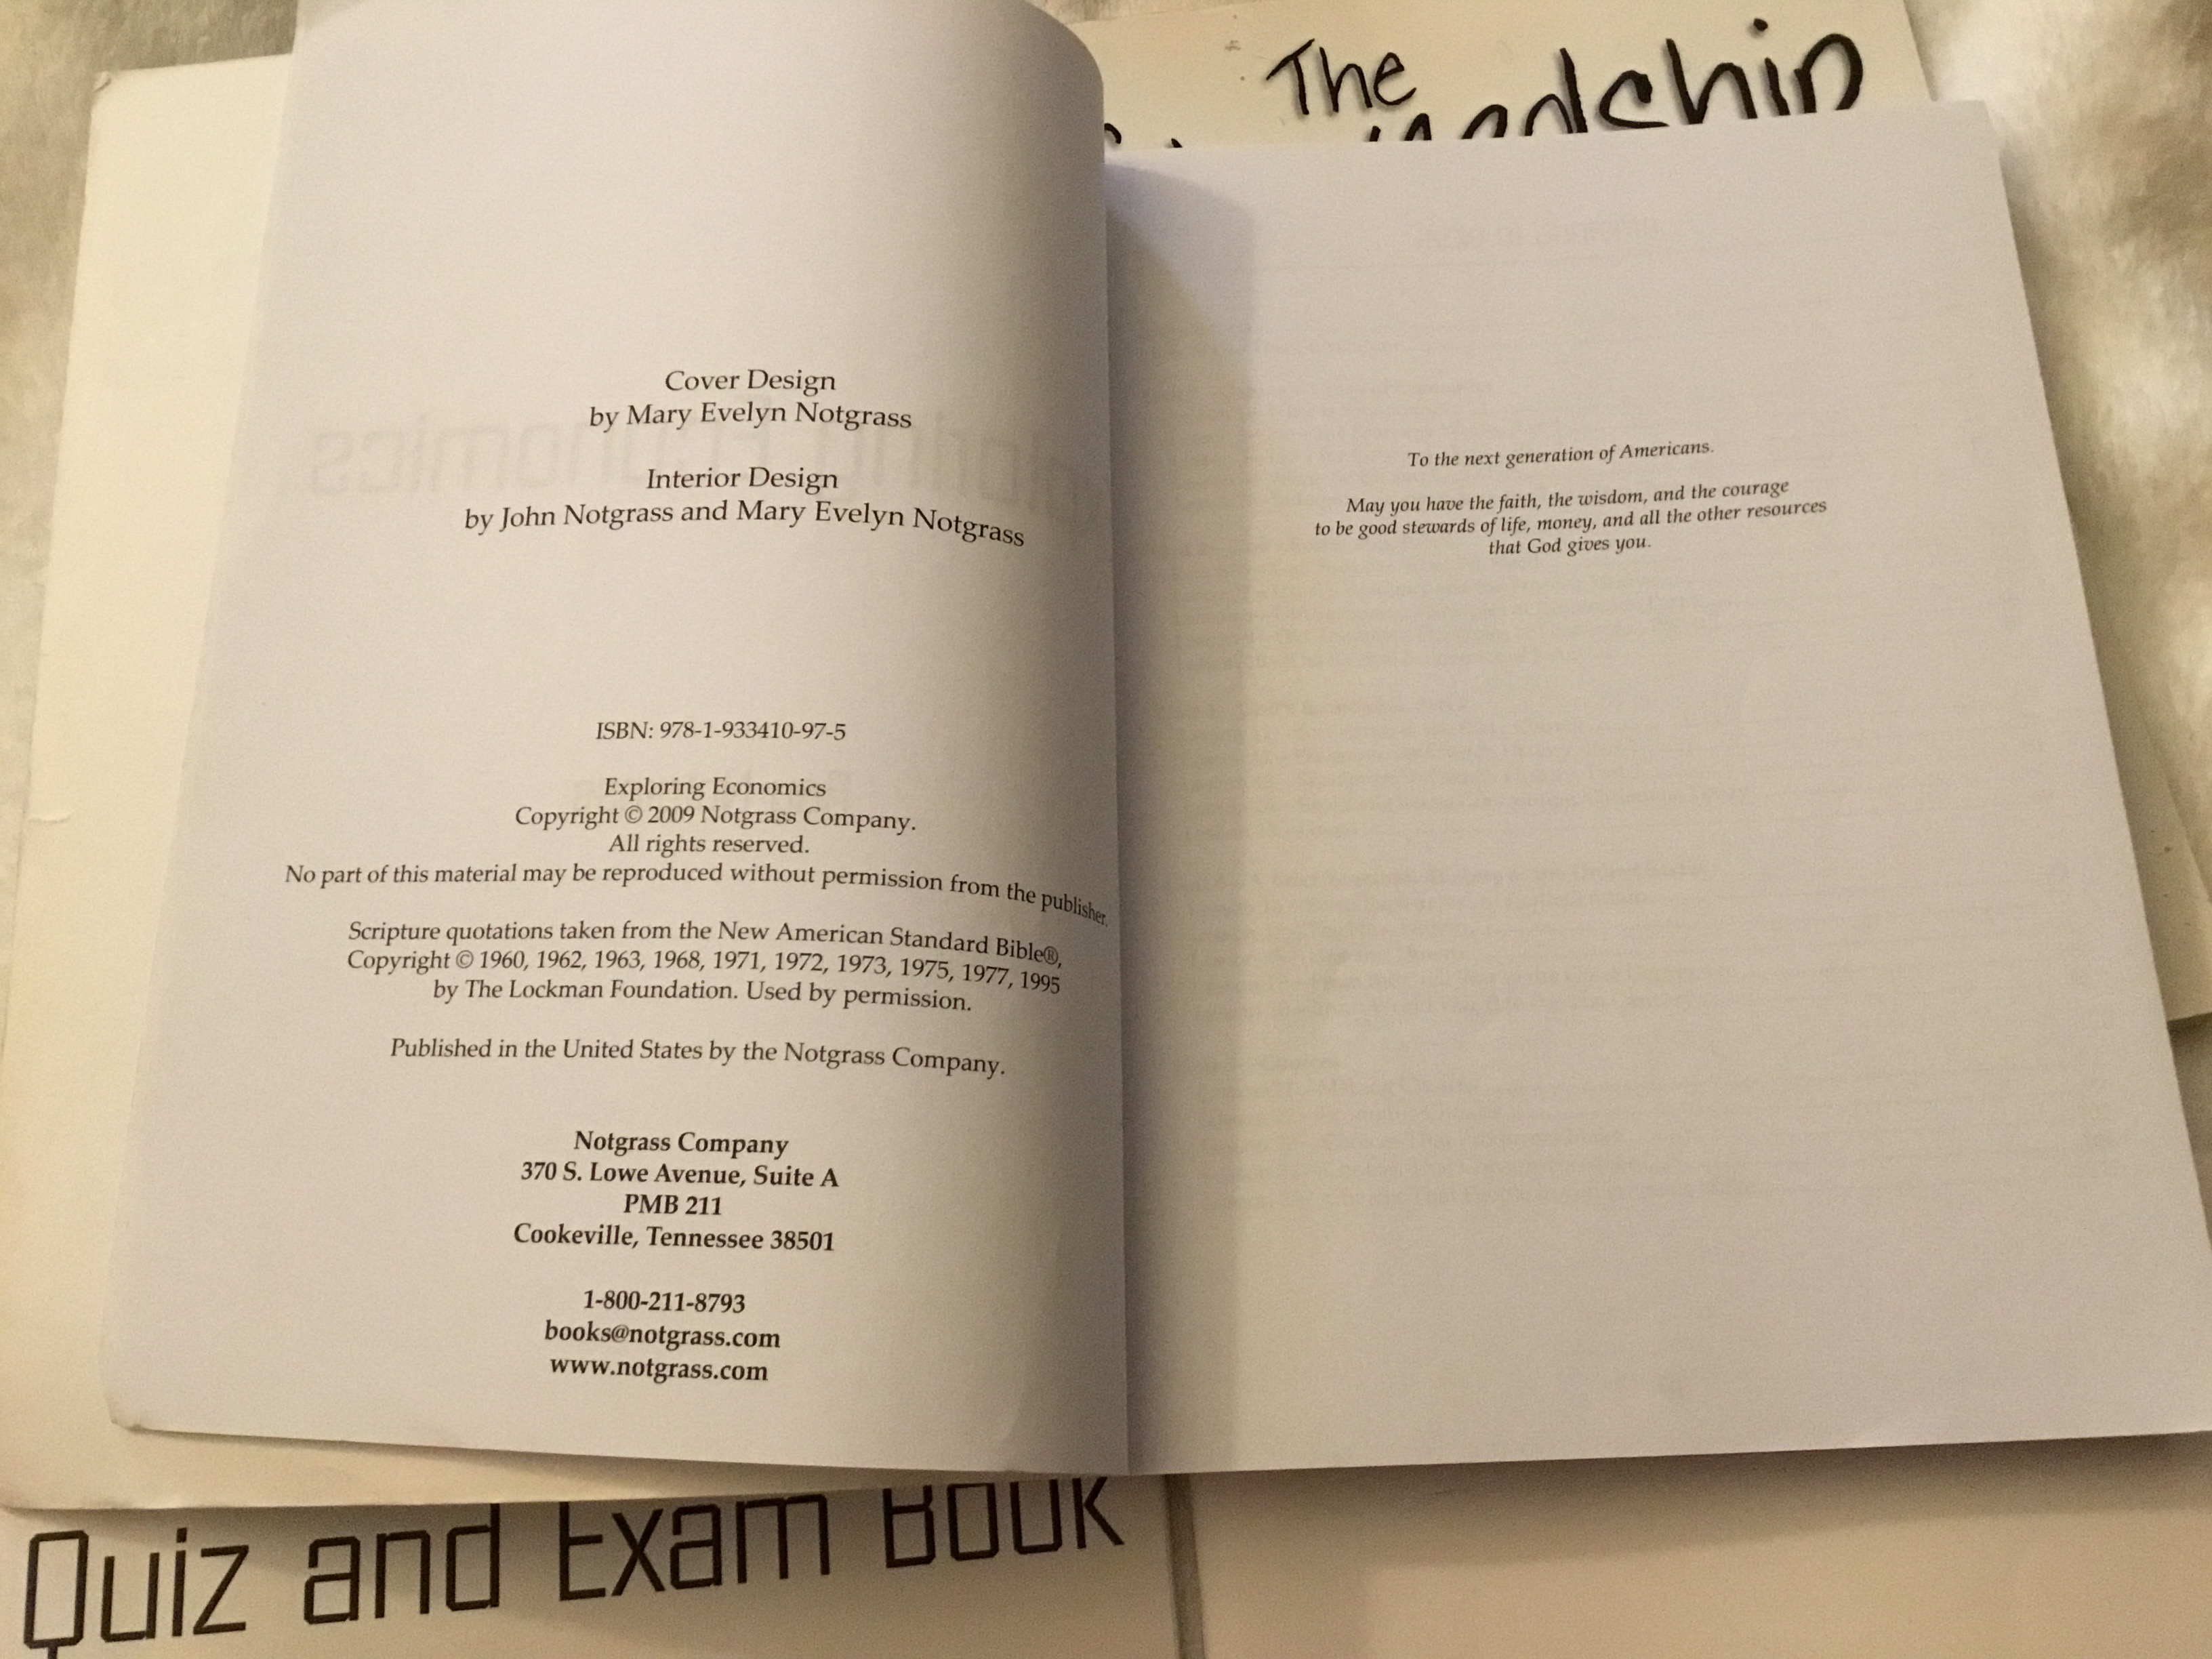 The
Cover Design
by Mary Evelyn Notgrass
Interior Design
by John Notgrass and Mary Evelyn Notgrass
ISBN: 978-1-933410-97-5
Exploring Economics
Copyright © 2009 Notgrass Company.
All rights reserved.
No part of this material may be reproduced without permission from the publisher.
Scripture quotations taken from the New American Standard Bible®,
Copyright © 1960, 1962, 1963, 1968, 1971, 1972, 1973, 1975, 1977, 1995
by The Lockman Foundation. Used by permission.
Published in the United States by the Notgrass Company.
Notgrass Company
370 S. Lowe Avenue, Suite A
PMB 211
Cookeville, Tennessee 38501
1-800-211-8793
books@notgrass.com
www.notgrass.com
To the next generation of Americans.
May you have the faith, the wisdom, and the courage
to be good stewards of life, money, and all the other resources
that God gives you.
Quiz and Exam Book